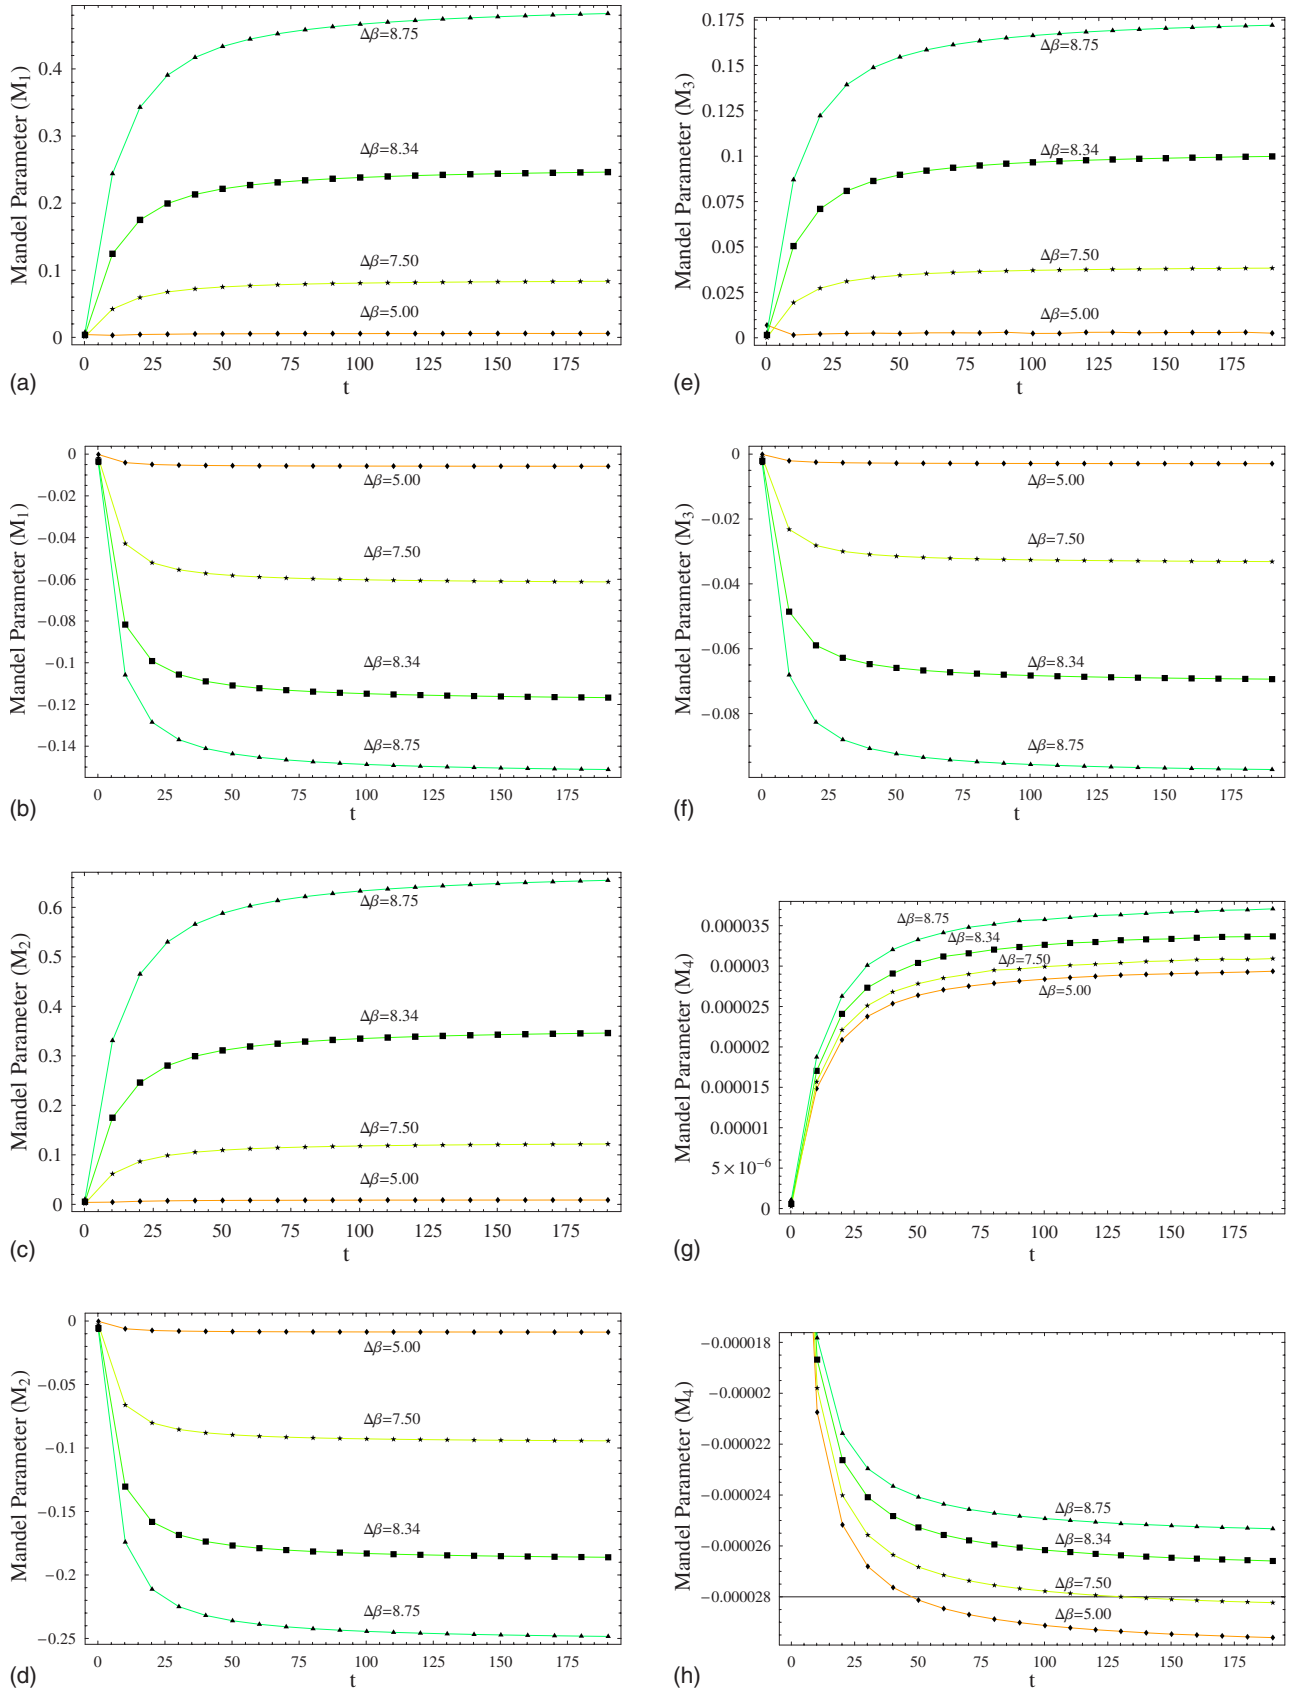 Mandel Parameter (M₁)
0.4
0.3
0.2
0.1
0
Δβ=8.75
Δβ=8.34
Δβ=7.50
Δβ=5.00
0 25 50 75 100 125 150 175
(a)
t
Mandel Parameter (M₃)
0.175
0.15
0.125
0.1
0.075
0.05
0.025
0
Δβ=8.75
Δβ=8.34
Δβ=7.50
Δβ=5.00
0 25 50 75 100 125 150 175
(e)
t
Mandel Parameter (M₁)
0
−0.02
−0.04
−0.06
−0.08
−0.1
−0.12
−0.14
Δβ=5.00
Δβ=7.50
Δβ=8.34
Δβ=8.75
0 25 50 75 100 125 150 175
(b)
t
Mandel Parameter (M₃)
0
−0.02
−0.04
−0.06
−0.08
Δβ=5.00
Δβ=7.50
Δβ=8.34
Δβ=8.75
0 25 50 75 100 125 150 175
(f)
t
Mandel Parameter (M₂)
0.6
0.5
0.4
0.3
0.2
0.1
0
Δβ=8.75
Δβ=8.34
Δβ=7.50
Δβ=5.00
0 25 50 75 100 125 150 175
(c)
t
Mandel Parameter (M₄)
0.000035
0.00003
0.000025
0.00002
0.000015
0.00001
5×10⁻⁶
0
Δβ=8.75
Δβ=8.34
Δβ=7.50
Δβ=5.00
0 25 50 75 100 125 150 175
(g)
t
Mandel Parameter (M₂)
0
−0.05
−0.1
−0.15
−0.2
−0.25
Δβ=5.00
Δβ=7.50
Δβ=8.34
Δβ=8.75
0 25 50 75 100 125 150 175
(d)
t
Mandel Parameter (M₄)
−0.000018
−0.00002
−0.000022
−0.000024
−0.000026
−0.000028
Δβ=8.75
Δβ=8.34
Δβ=7.50
Δβ=5.00
0 25 50 75 100 125 150 175
(h)
t